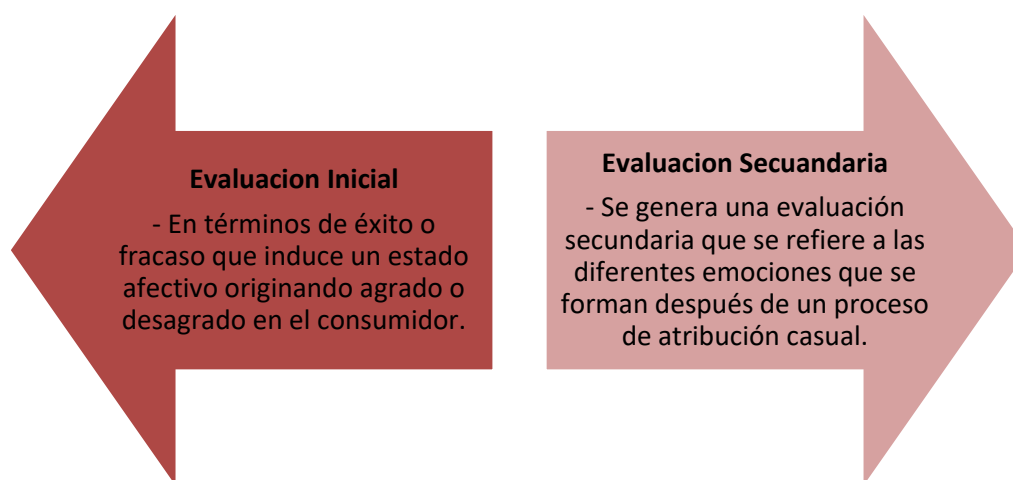 Evaluacion Inicial
- En términos de éxito o
fracaso que induce un estado
afectivo originando agrado o
desagrado en el consumidor.
Evaluacion Secuandaria
- Se genera una evaluación
secundaria que se refiere a las
diferentes emociones que se
forman después de un proceso
de atribución casual.